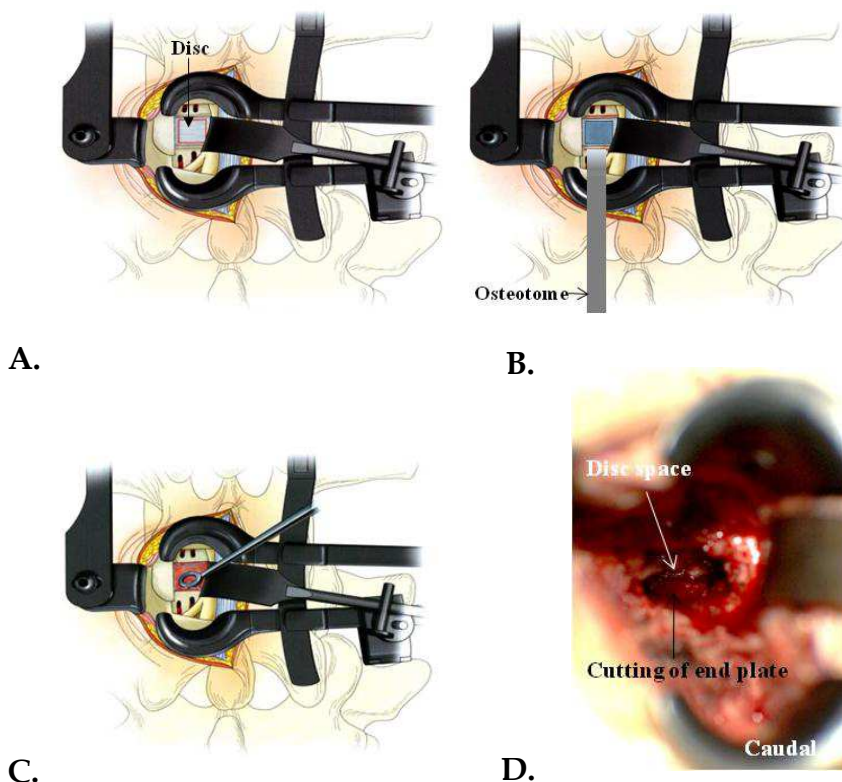 Disc
Osteotome
A.
B.
Disc space
Cutting of end plate
Caudal
C.
D.